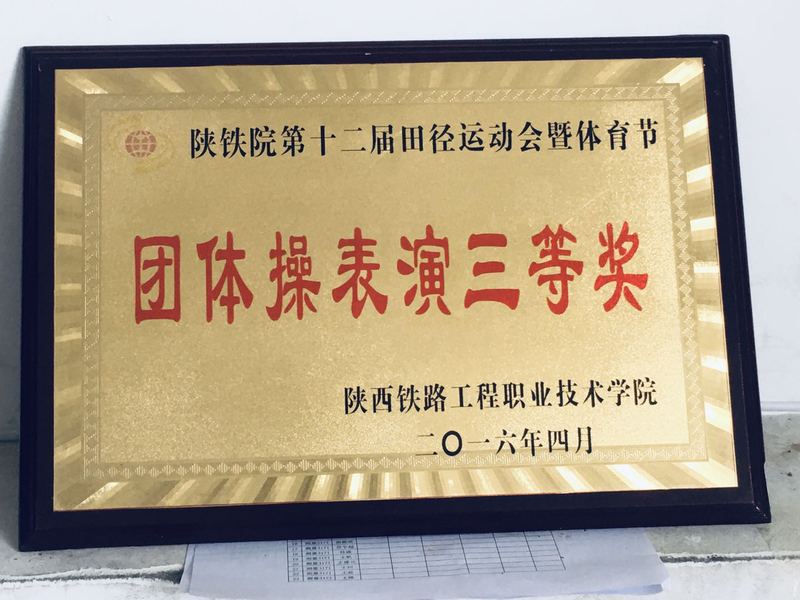 陕铁院第十二届田径运动会暨体育节
团体操表演三等奖
陕西铁路工程职业技术学院
二〇一六年四月